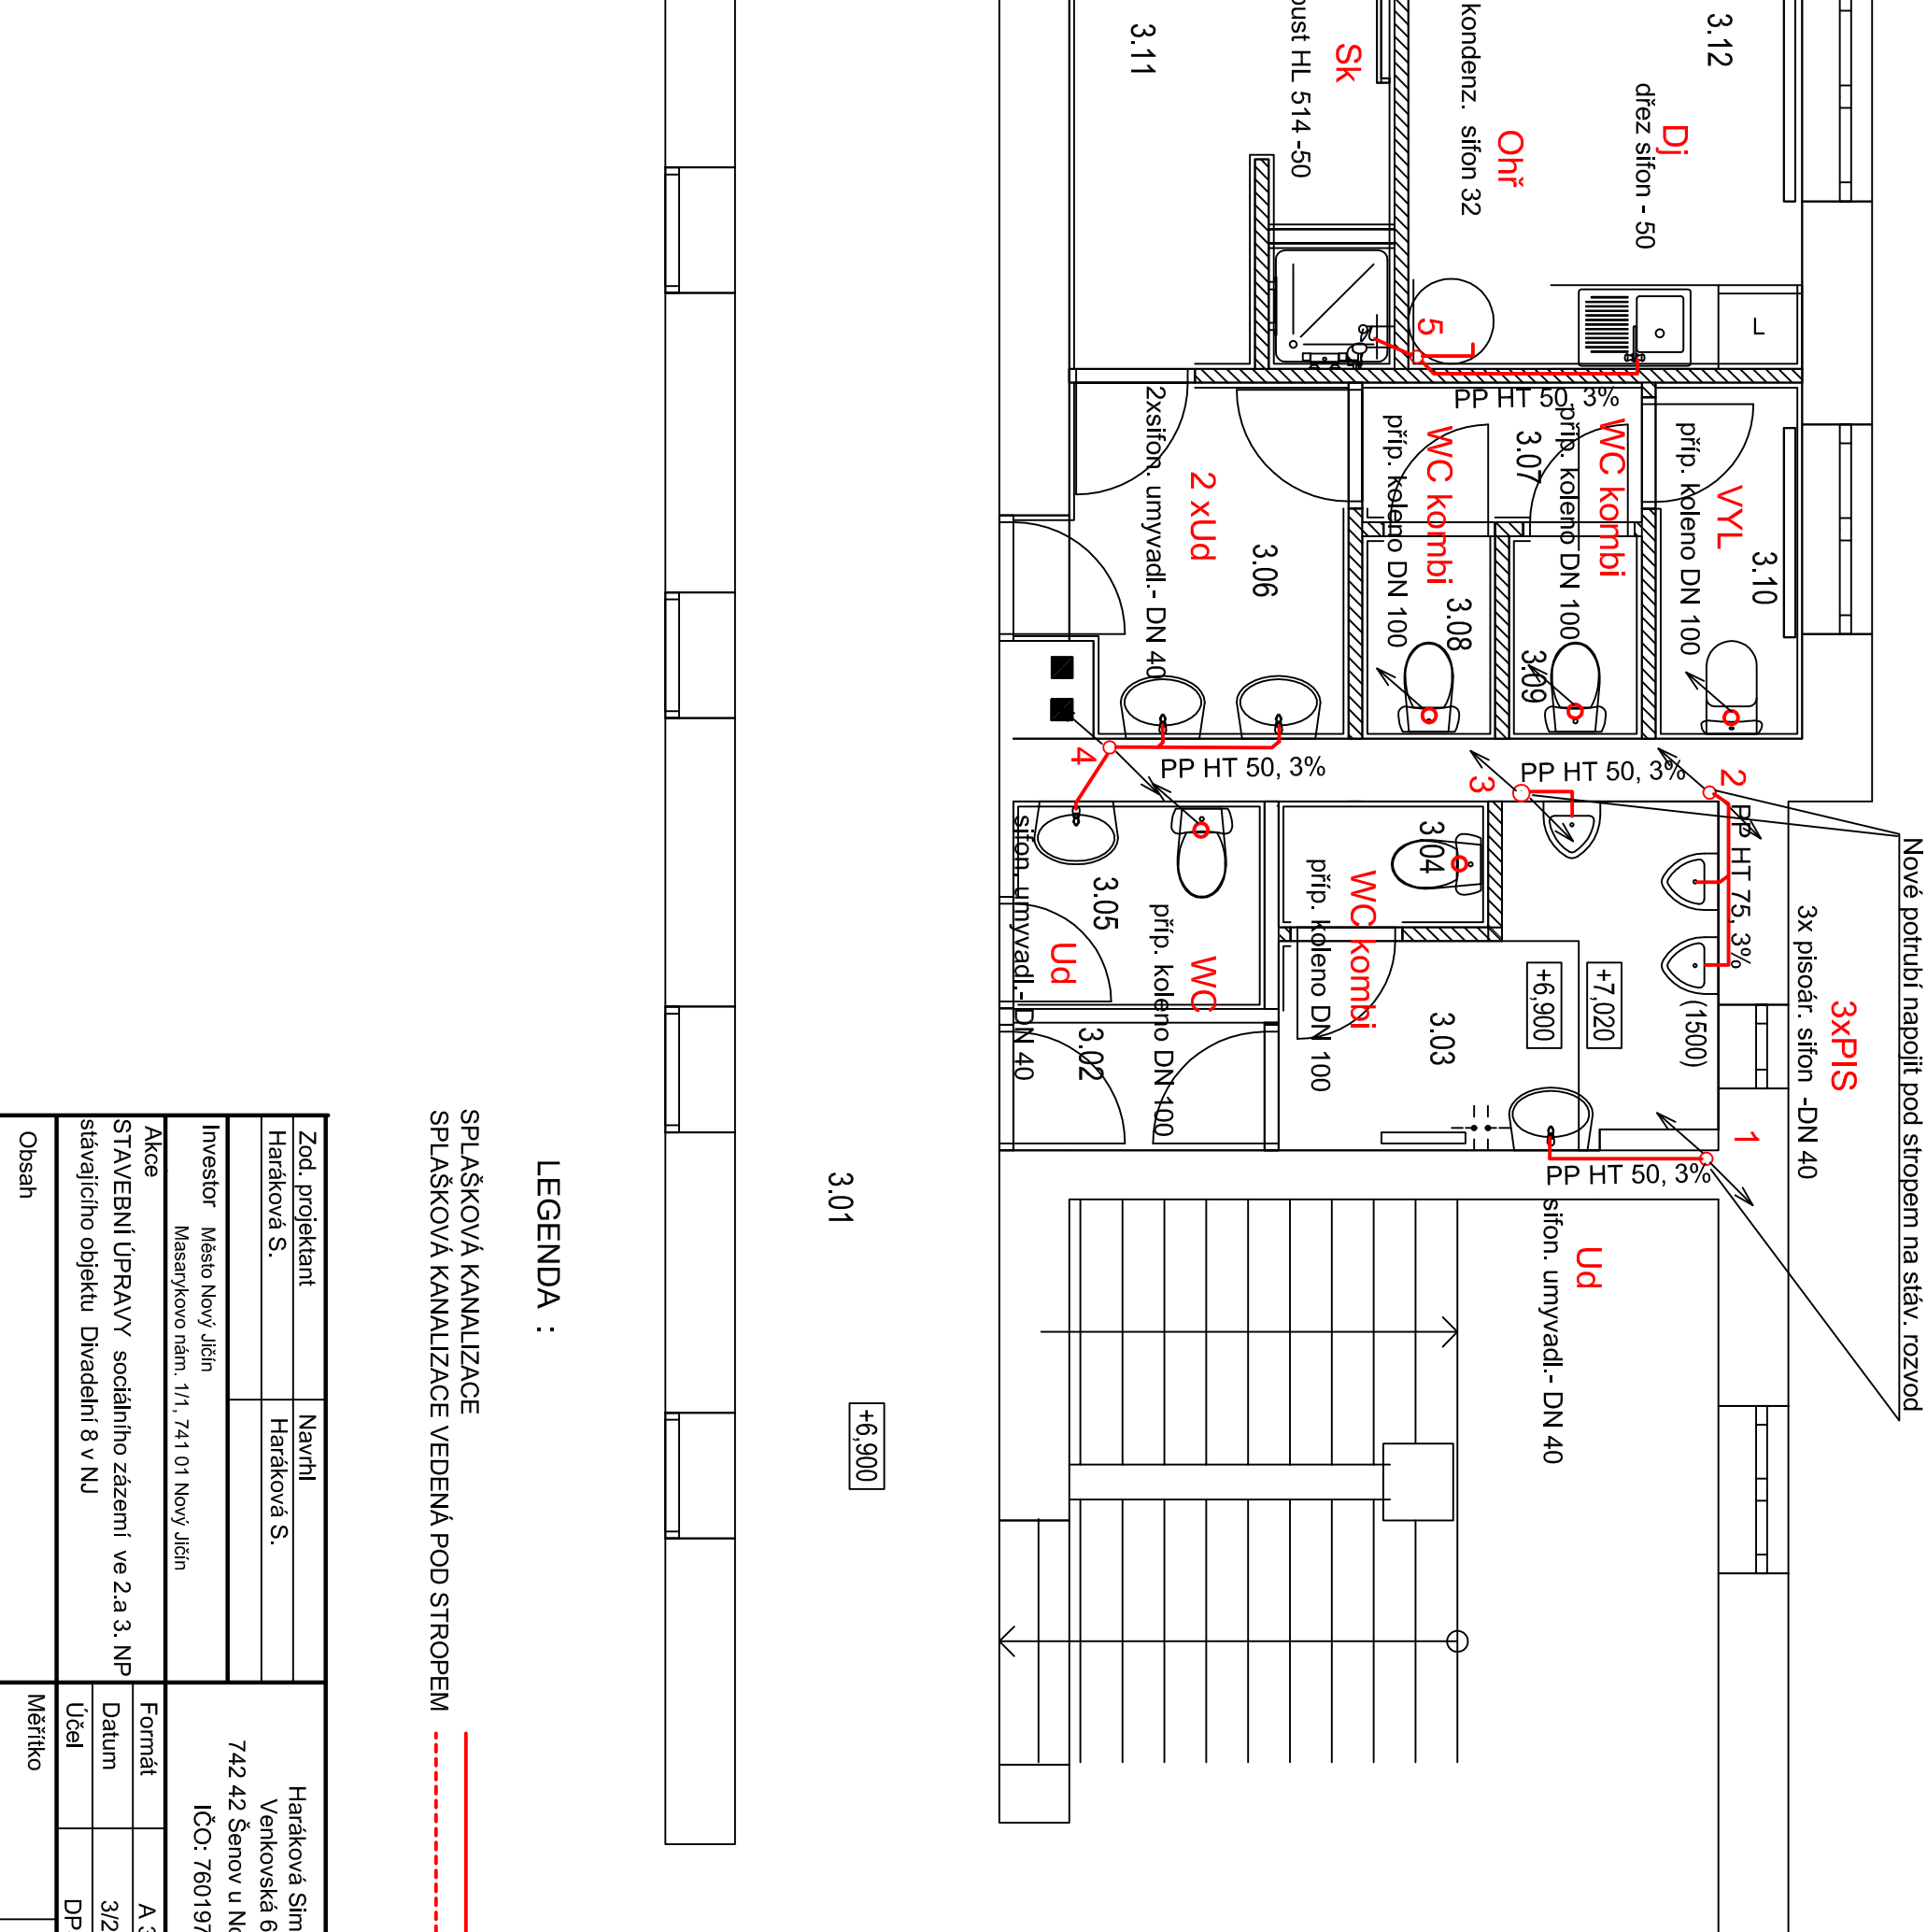 Nové potrubí napojit pod stropem na stáv. rozvod
3xPIS
3x pisoár. sifon -DN 40
1
2
PP HT 75, 3%
3.12
Dj
dřez sifon - 50
L
3.10
VYL
příp. koleno DN 100
(1500)
+7,020
+6,900
PP HT 50, 3%
Ud
sifon. umyvadl.- DN 40
Ohř
kondenz. sifon 32
5
PP HT 50, 3%
WC kombi
příp. koleno DN 100
3.07
3.09
PP HT 50, 3%
3
3.08
WC kombi
příp. koleno DN 100
3.03
3.04
WC kombi
příp. koleno DN 100
Sk
HL 514 -50
3.11
3.06
2 xUd
2xsifon. umyvadl.- DN 40
PP HT 50, 3%
4
WC
příp. koleno DN 100
3.05
Ud
sifon. umyvadl.- DN 40
3.02
3.01
+6,900
LEGENDA :
SPLAŠKOVÁ KANALIZACE
SPLAŠKOVÁ KANALIZACE VEDENÁ POD STROPEM
Zod. projektant
Navrhl
Haráková S.
Haráková S.
Investor Město Nový Jičín
Masarykovo nám. 1/1, 741 01 Nový Jičín
Akce
STAVEBNÍ ÚPRAVY sociálního zázemí ve 2.a 3. NP
stávajícího objektu Divadelní 8 v NJ
Obsah
Haráková
Venkovská
742 42 Šenov u
IČO:
Formát
A
Datum
Účel
Měřítko